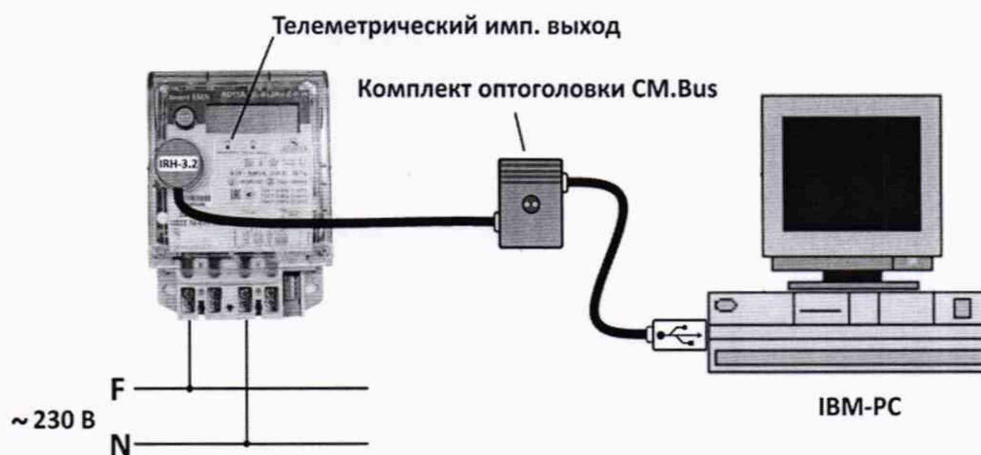 Телеметрический имп. выход
Комплект оптоголовки CM.Bus
IRH-3.2
F
~ 230 В
N
IBM-PC